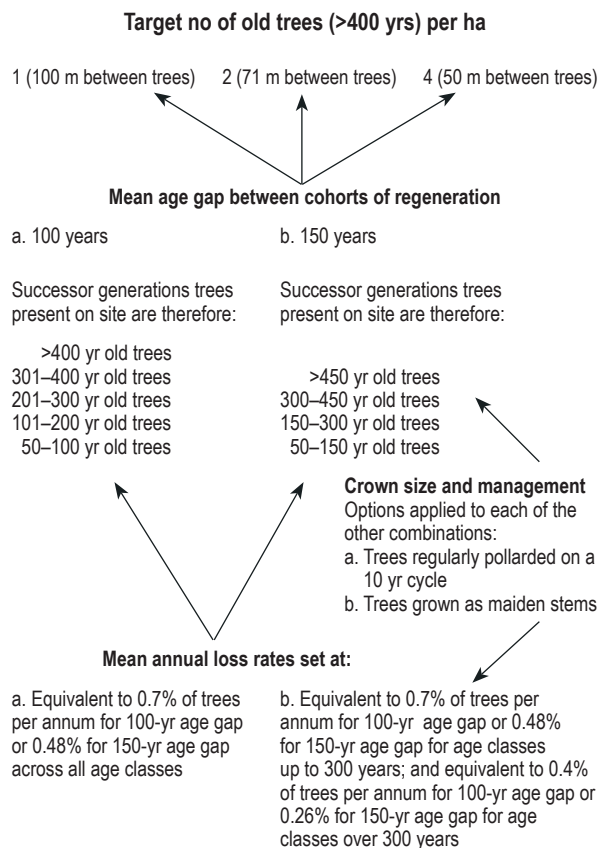 Target no of old trees (>400 yrs) per ha
1 (100 m between trees) 2 (71 m between trees) 4 (50 m between trees)
Mean age gap between cohorts of regeneration
a. 100 years
Successor generations trees
present on site are therefore:
>400 yr old trees
301–400 yr old trees
201–300 yr old trees
101–200 yr old trees
50–100 yr old trees
b. 150 years
Successor generations trees
present on site are therefore:
>450 yr old trees
300–450 yr old trees
150–300 yr old trees
50–150 yr old trees
Crown size and management
Options applied to each of the
other combinations:
a. Trees regularly pollarded on a
10 yr cycle
b. Trees grown as maiden stems
Mean annual loss rates set at:
a. Equivalent to 0.7% of trees
per annum for 100-yr age gap
or 0.48% for 150-yr age gap
across all age classes
b. Equivalent to 0.7% of trees per
annum for 100-yr age gap or 0.48%
for 150-yr age gap for age classes
up to 300 years; and equivalent to 0.4%
of trees per annum for 100-yr age gap or
0.26% for 150-yr age gap for age
classes over 300 years